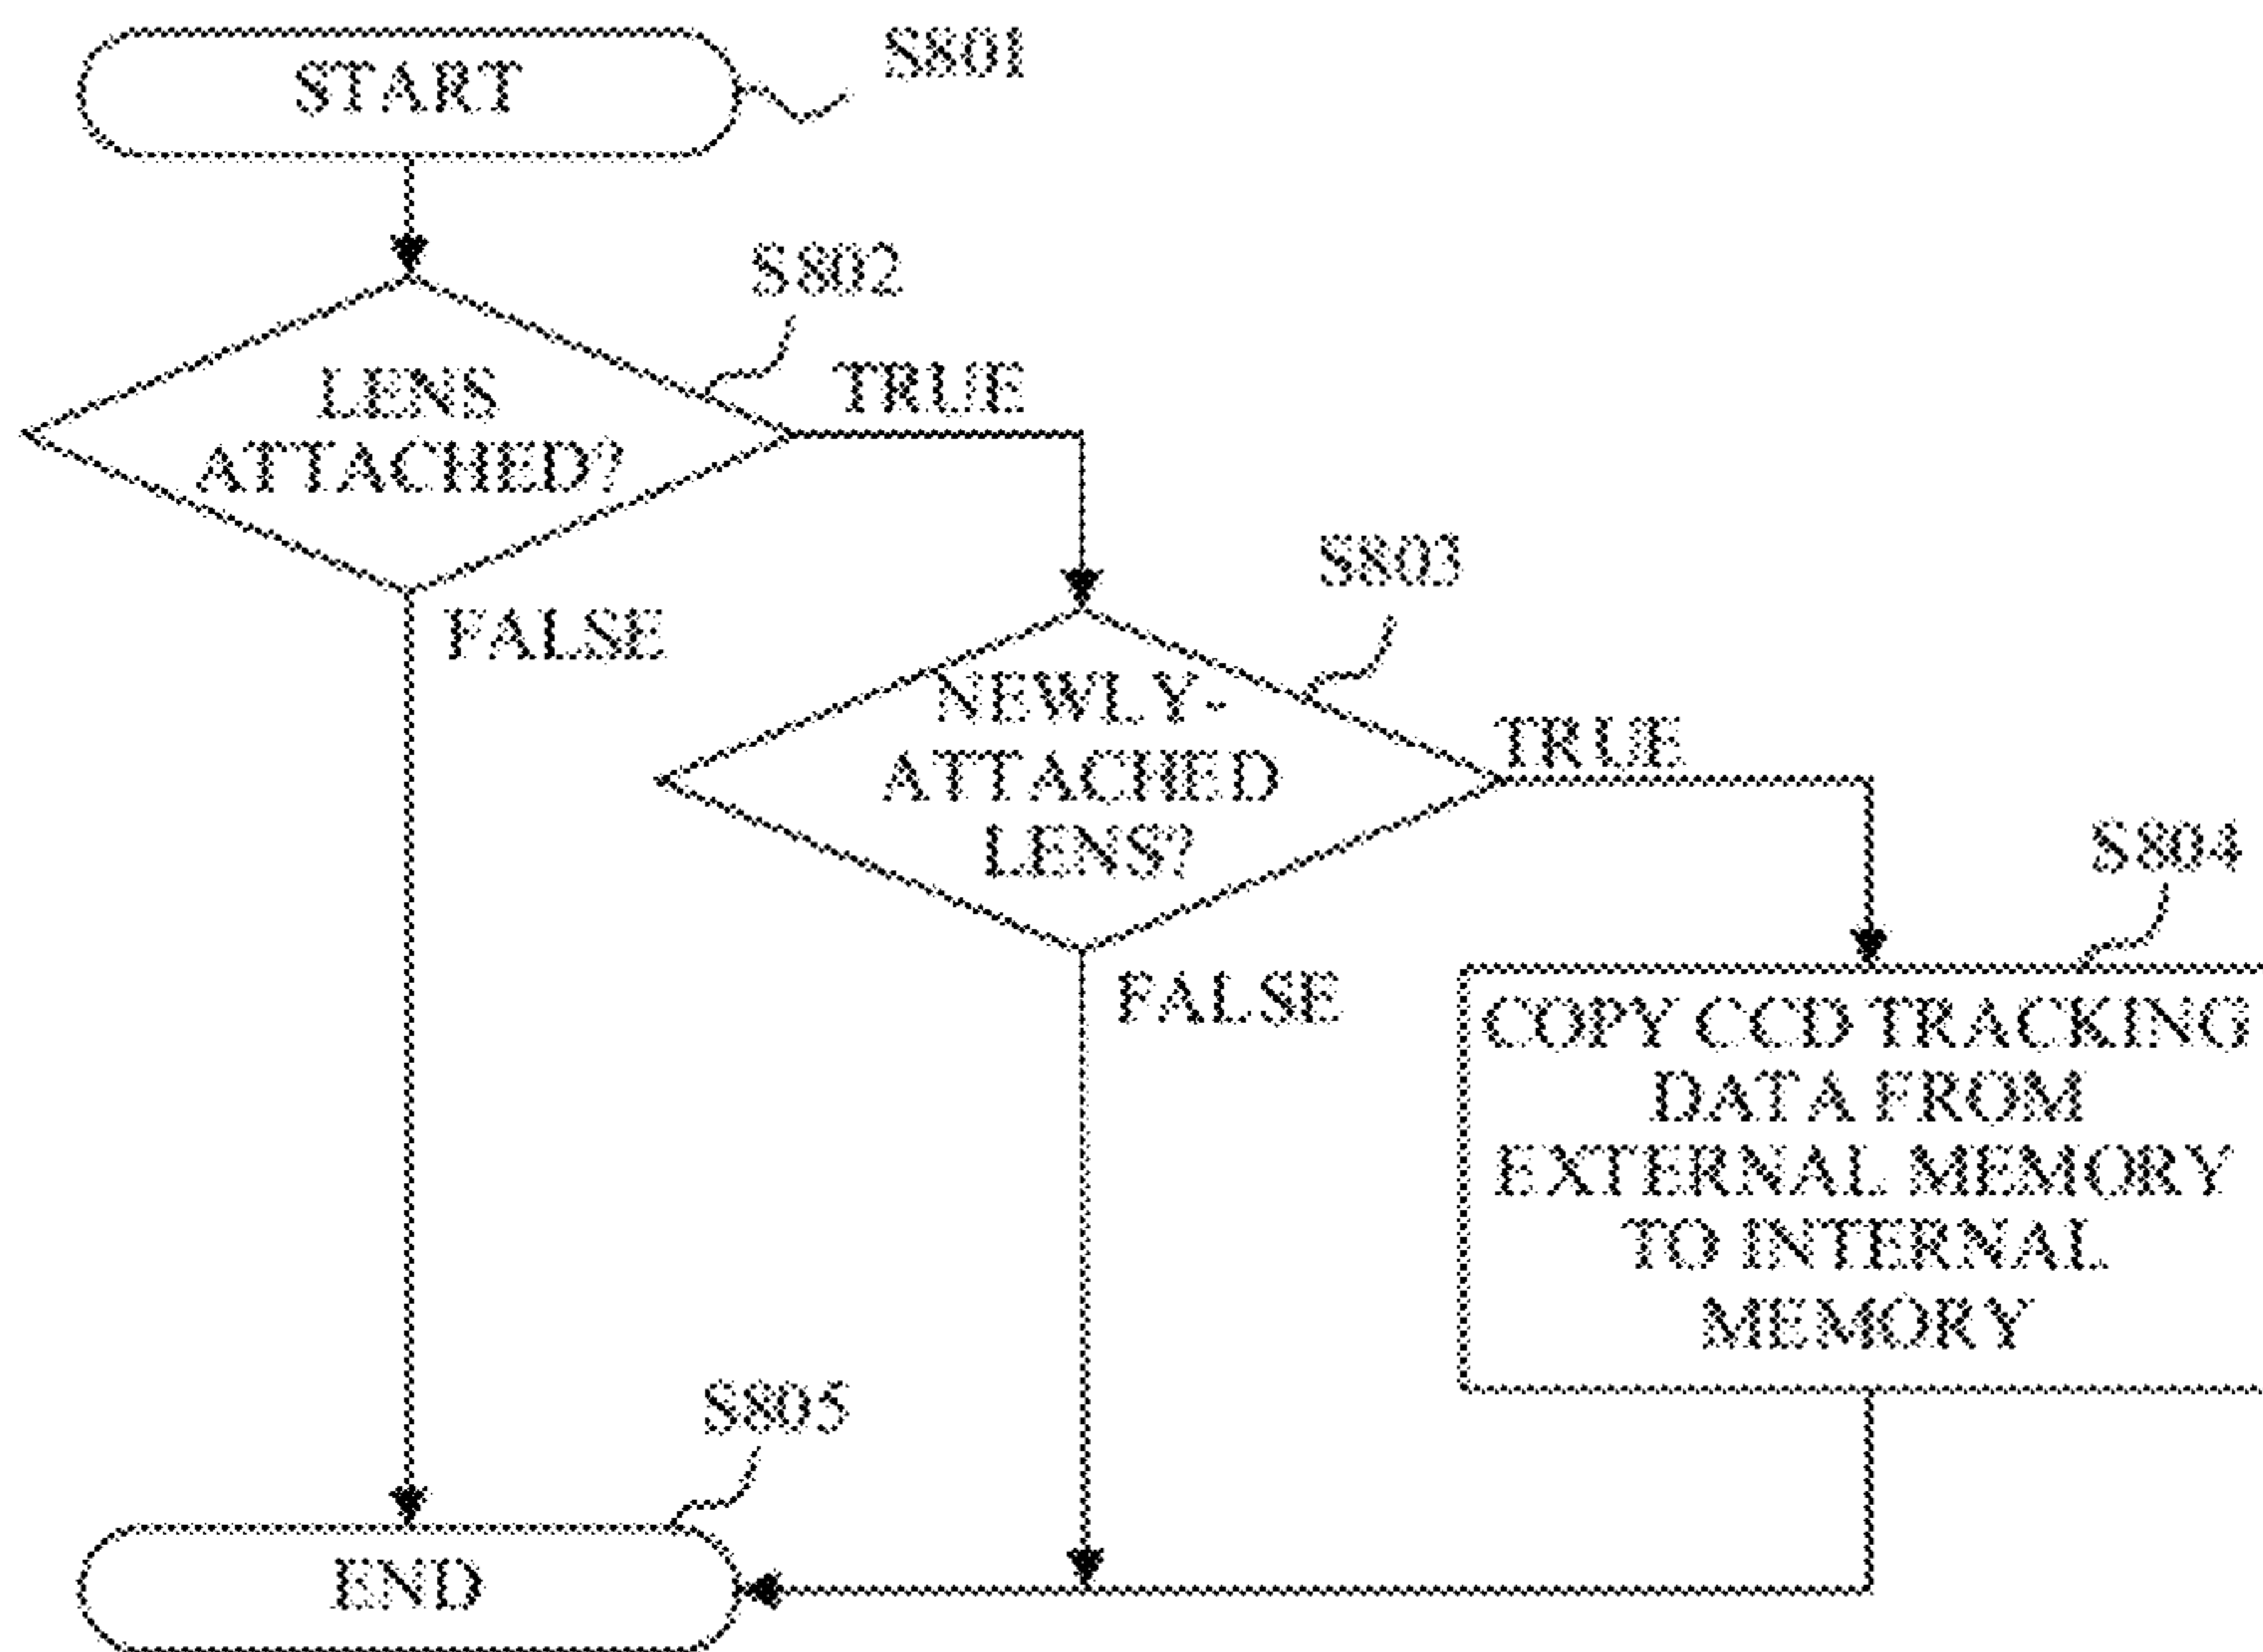 START
S801
S802
LENS
ATTACHED?
TRUE
FALSE
S803
NEWLY-
ATTACHED
LENS?
TRUE
FALSE
S804
COPY CCD TRACKING
DATA FROM
EXTERNAL MEMORY
TO INTERNAL
MEMORY
S805
END